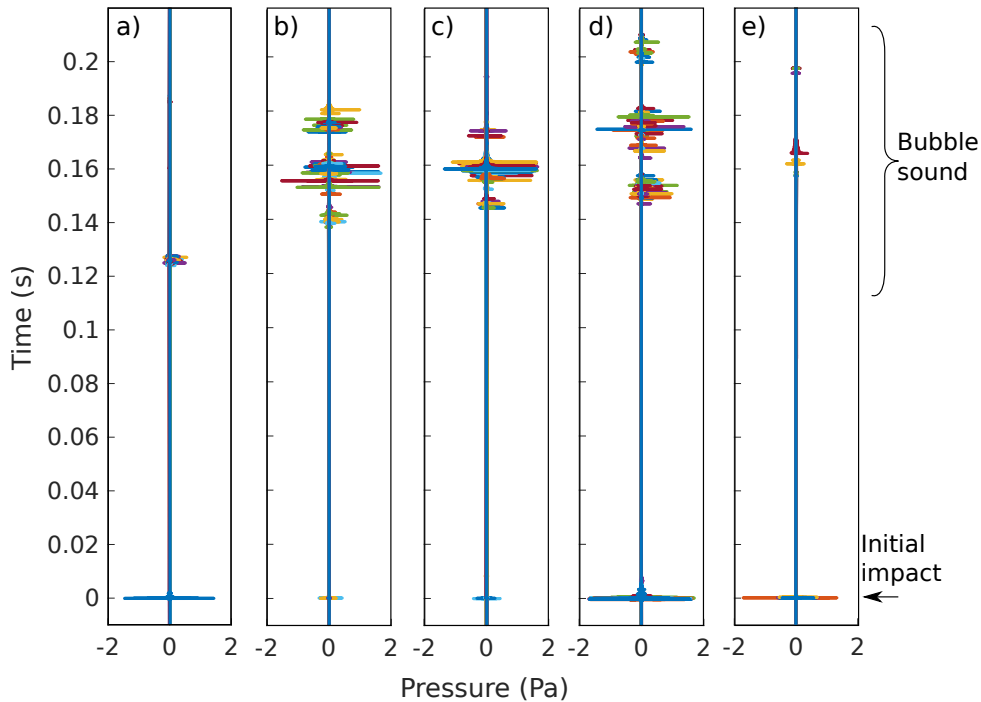 a)
b)
c)
d)
e)
0.2
0.18
0.16
0.14
0.12
0.1
0.08
0.06
0.04
0.02
0
Time (s)
-2 0 2
-2 0 2
-2 0 2
-2 0 2
-2 0 2
Pressure (Pa)
Bubble
sound
Initial
impact